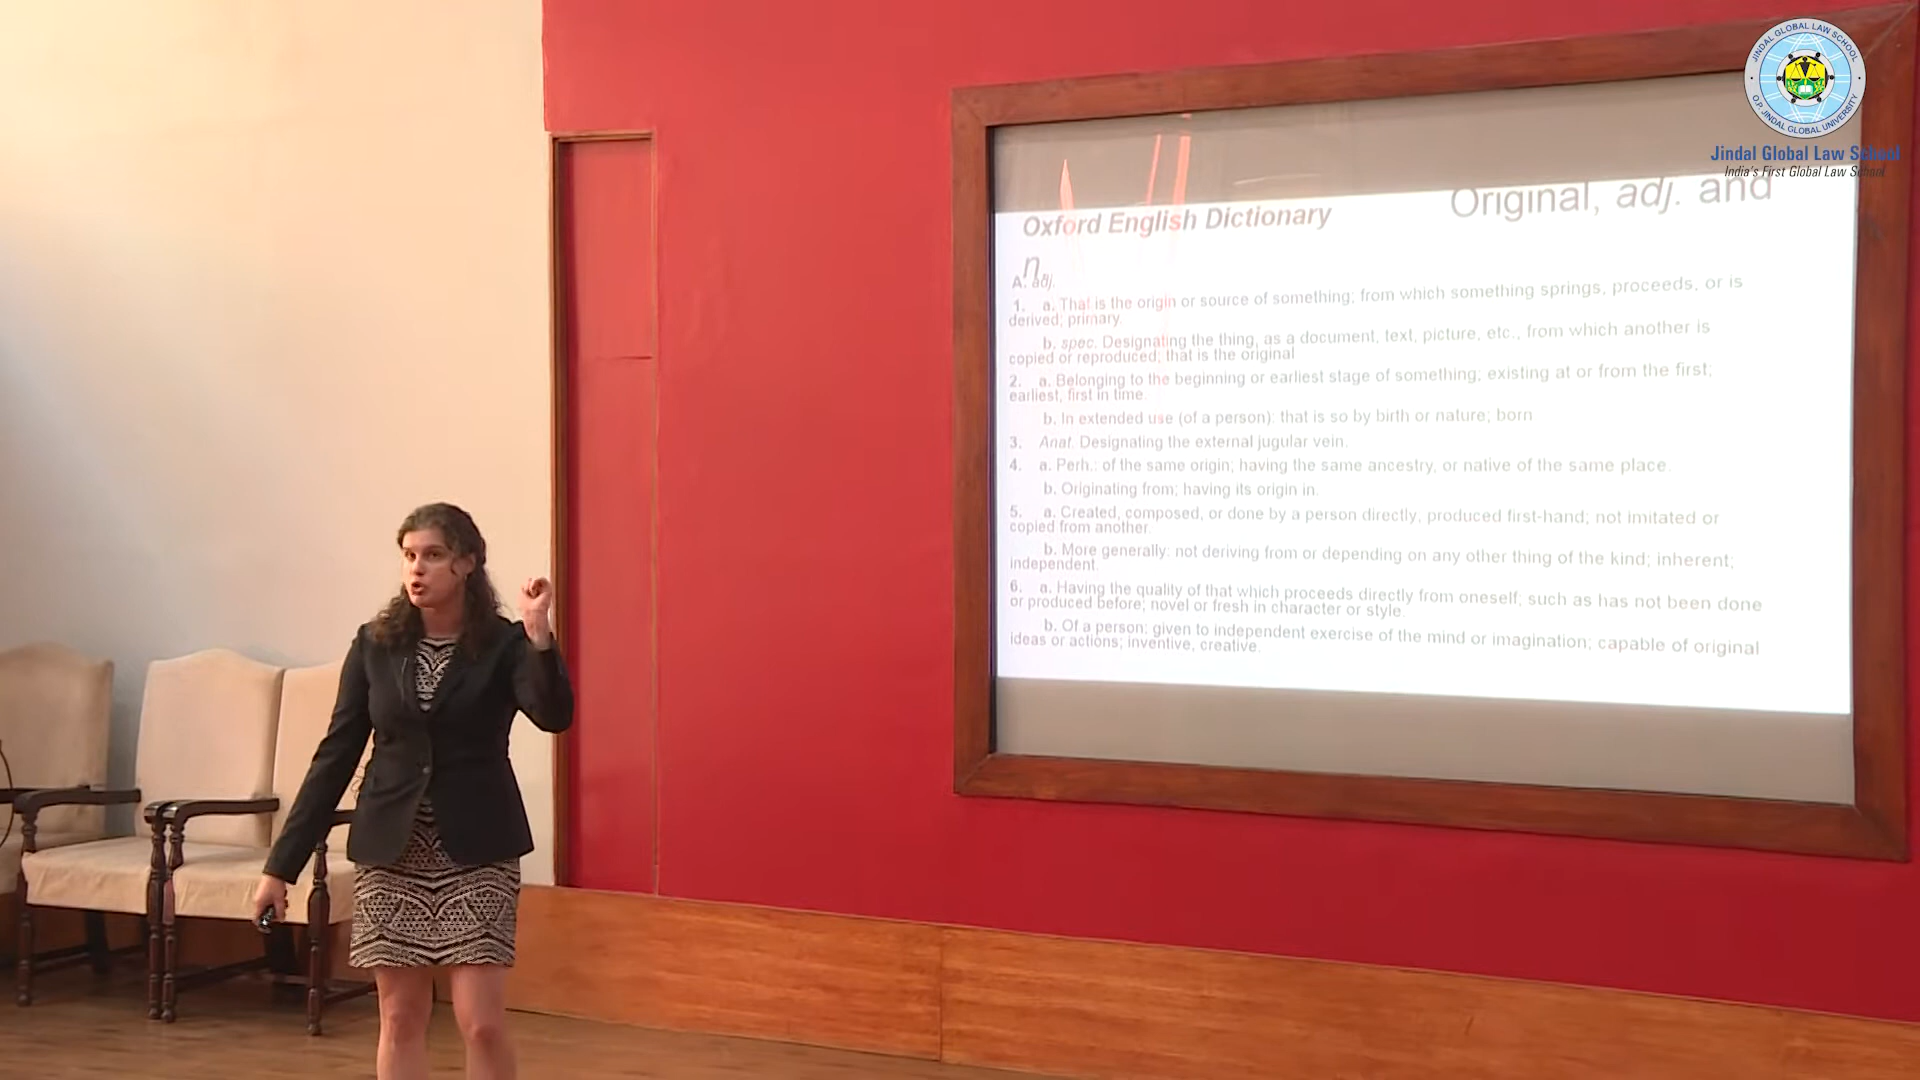 JINDAL GLOBAL LAW SCHOOL
O.P. JINDAL GLOBAL UNIVERSITY
Jindal Global Law School
India's First Global Law School
Oxford English Dictionary Original, adj. and
n
A. adj.
1. a. That is the origin or source of something; from which something springs, proceeds, or is
derived; primary.
b. spec. Designating the thing, as a document, text, picture, etc., from which another is
copied or reproduced; that is the original
2. a. Belonging to the beginning or earliest stage of something; existing at or from the first;
earliest, first in time.
b. In extended use (of a person): that is so by birth or nature; born
3. Anat. Designating the external jugular vein.
4. a. Perh.: of the same origin; having the same ancestry, or native of the same place.
b. Originating from; having its origin in.
5. a. Created, composed, or done by a person directly, produced first-hand; not imitated or
copied from another.
b. More generally: not deriving from or depending on any other thing of the kind; inherent;
independent.
6. a. Having the quality of that which proceeds directly from oneself; such as has not been done
or produced before; novel or fresh in character or style.
b. Of a person: given to independent exercise of the mind or imagination; capable of original
ideas or actions; inventive, creative.